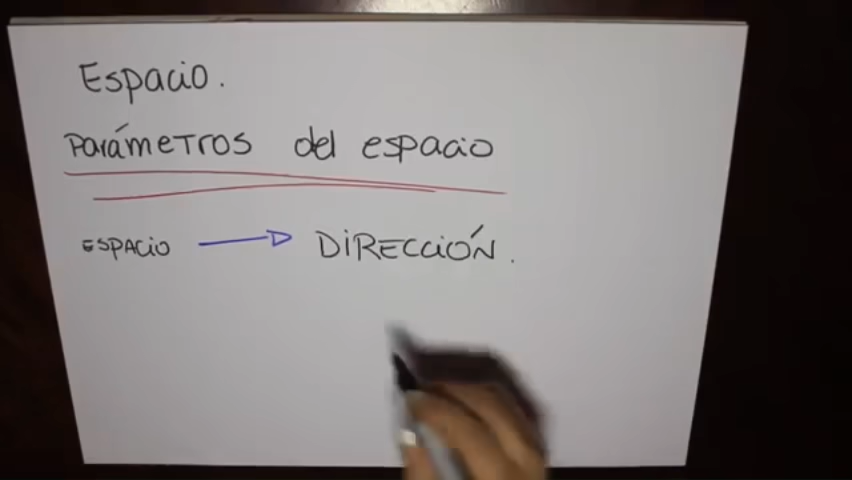 Espacio.
Parámetros del espacio
ESPACiO → DiRECCiÓN.